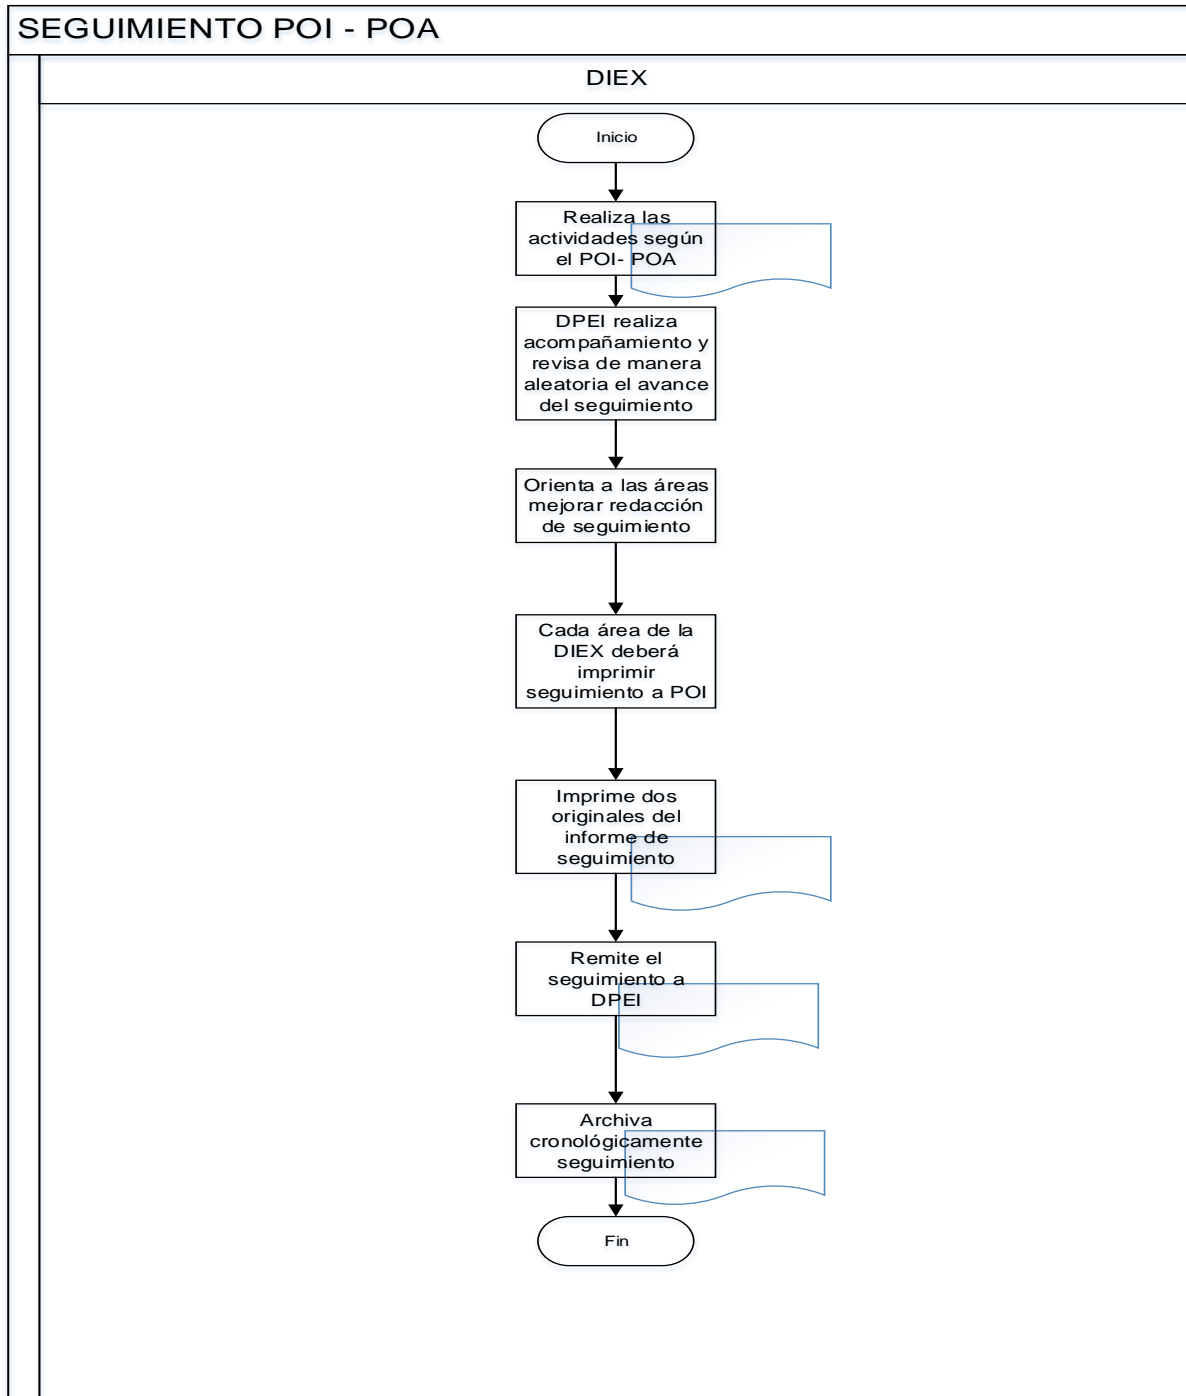 SEGUIMIENTO POI - POA
DIEX
Inicio
Realiza las
actividades según
el POI- POA
DPEI realiza
acompañamiento y
revisa de manera
aleatoria el avance
del seguimiento
Orienta a las áreas
mejorar redacción
de seguimiento
Cada área de la
DIEX deberá
imprimir
seguimiento a POI
Imprime dos
originales del
informe de
seguimiento
Remite el
seguimiento a
DPEI
Archiva
cronológicamente
seguimiento
Fin